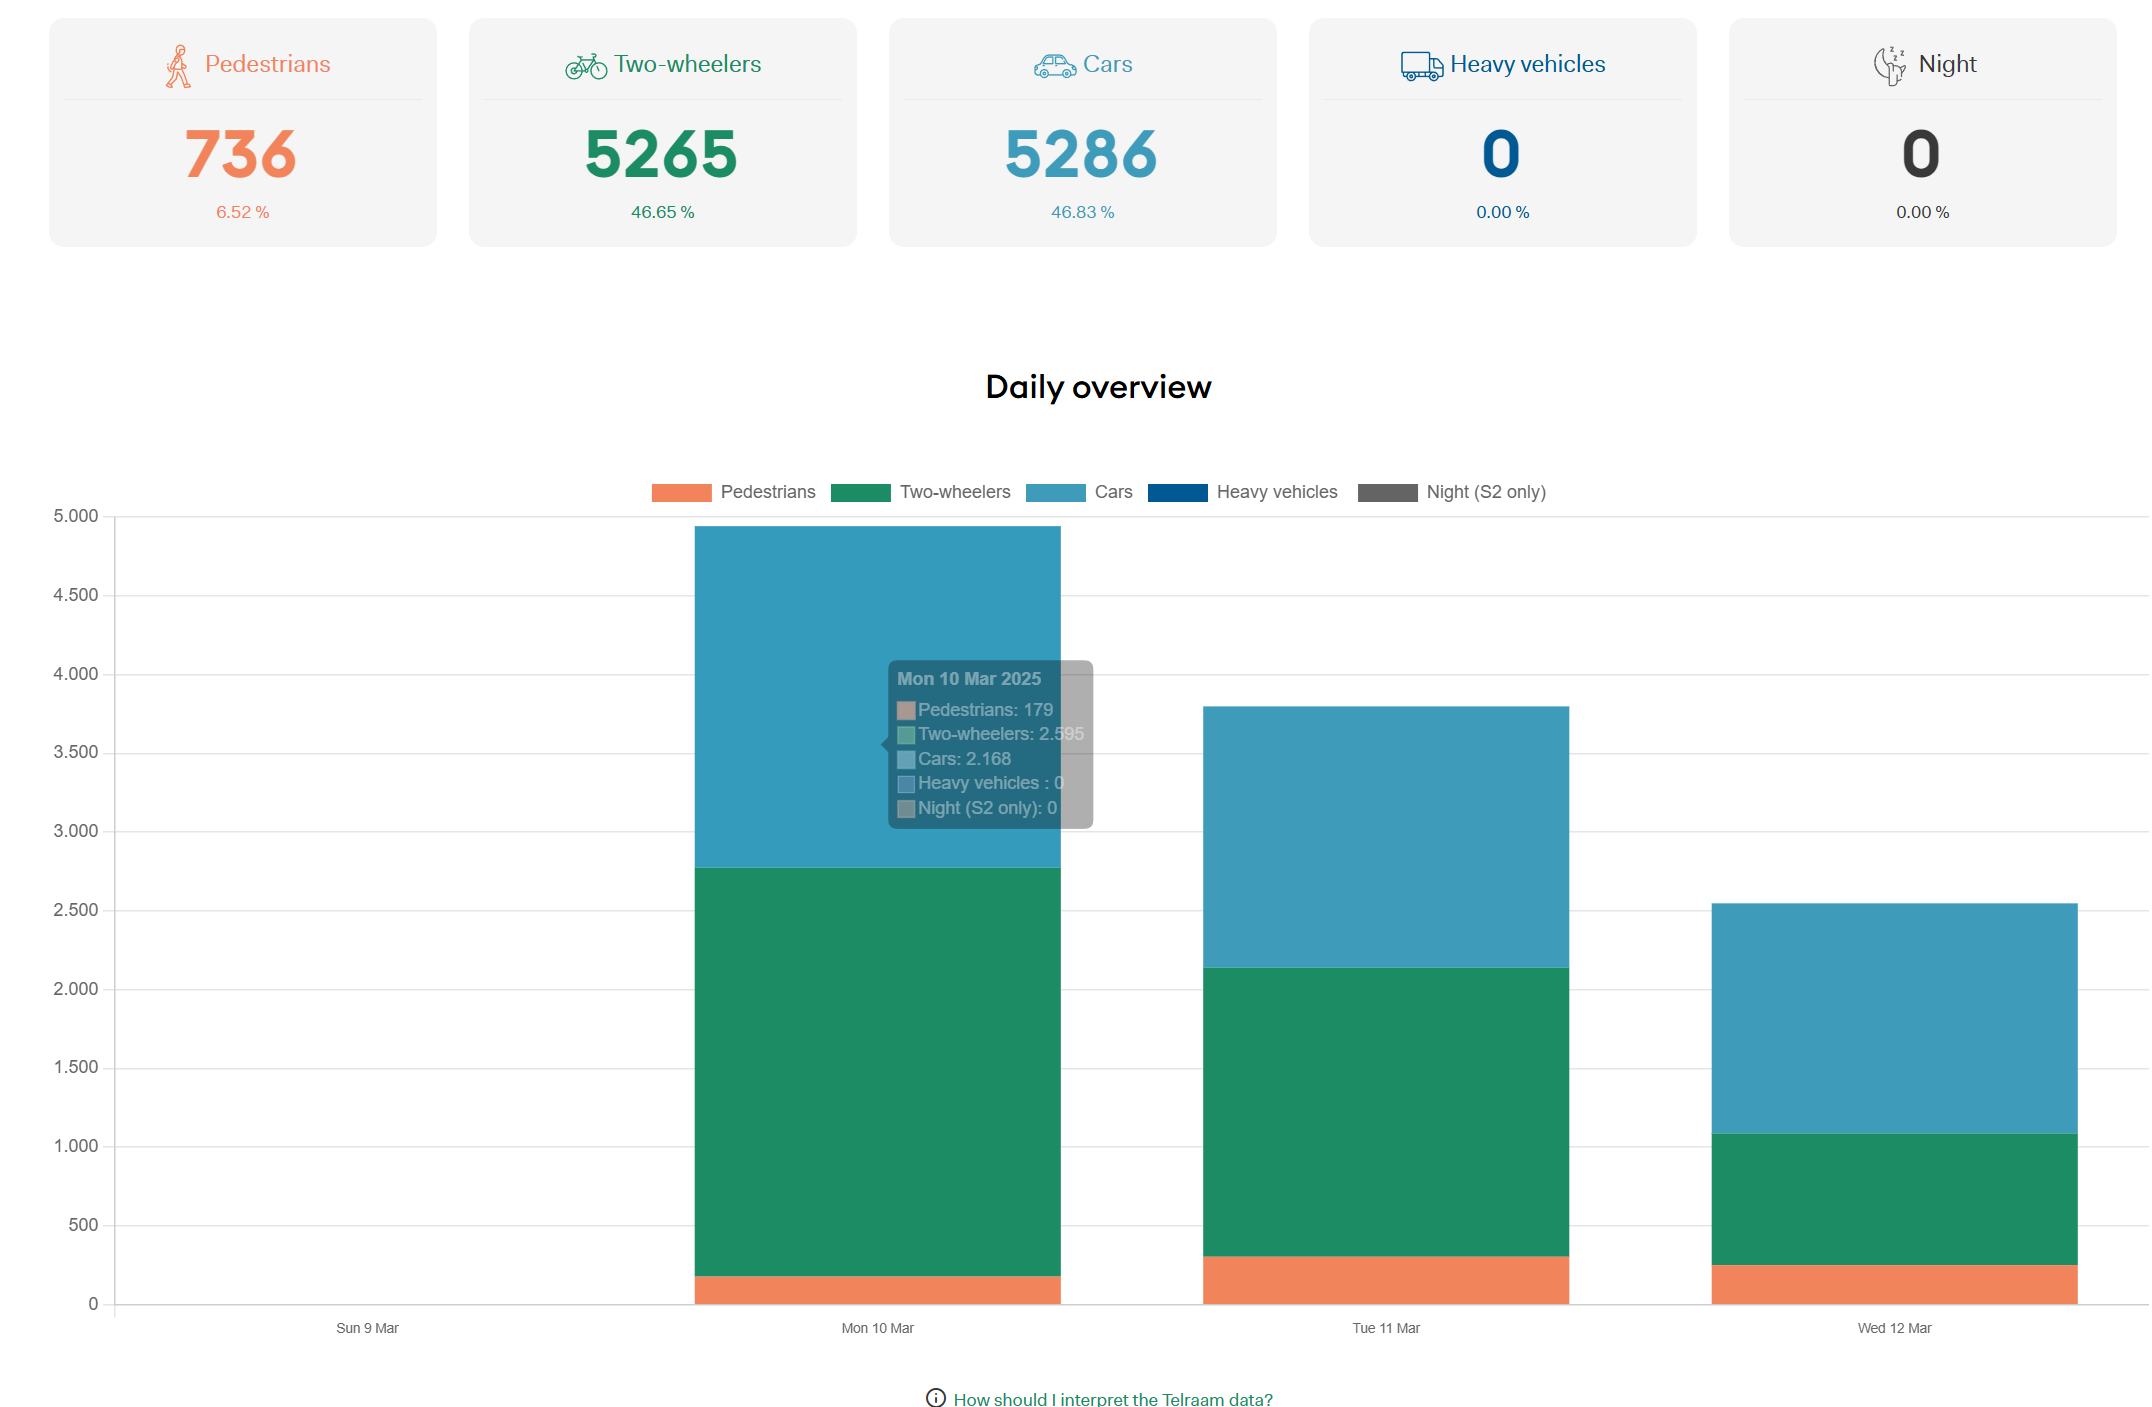 Pedestrians
736
6.52 %
Two-wheelers
5265
46.65 %
Cars
5286
46.83 %
Heavy vehicles
0
0.00 %
Night
0
0.00 %
Daily overview
Pedestrians Two-wheelers Cars Heavy vehicles Night (S2 only)
5.000
4.500
4.000
3.500
3.000
2.500
2.000
1.500
1.000
500
0
Mon 10 Mar 2025
Pedestrians: 179
Two-wheelers: 2.595
Cars: 2.168
Heavy vehicles : 0
Night (S2 only): 0
Sun 9 Mar Mon 10 Mar Tue 11 Mar Wed 12 Mar
How should I interpret the Telraam data?